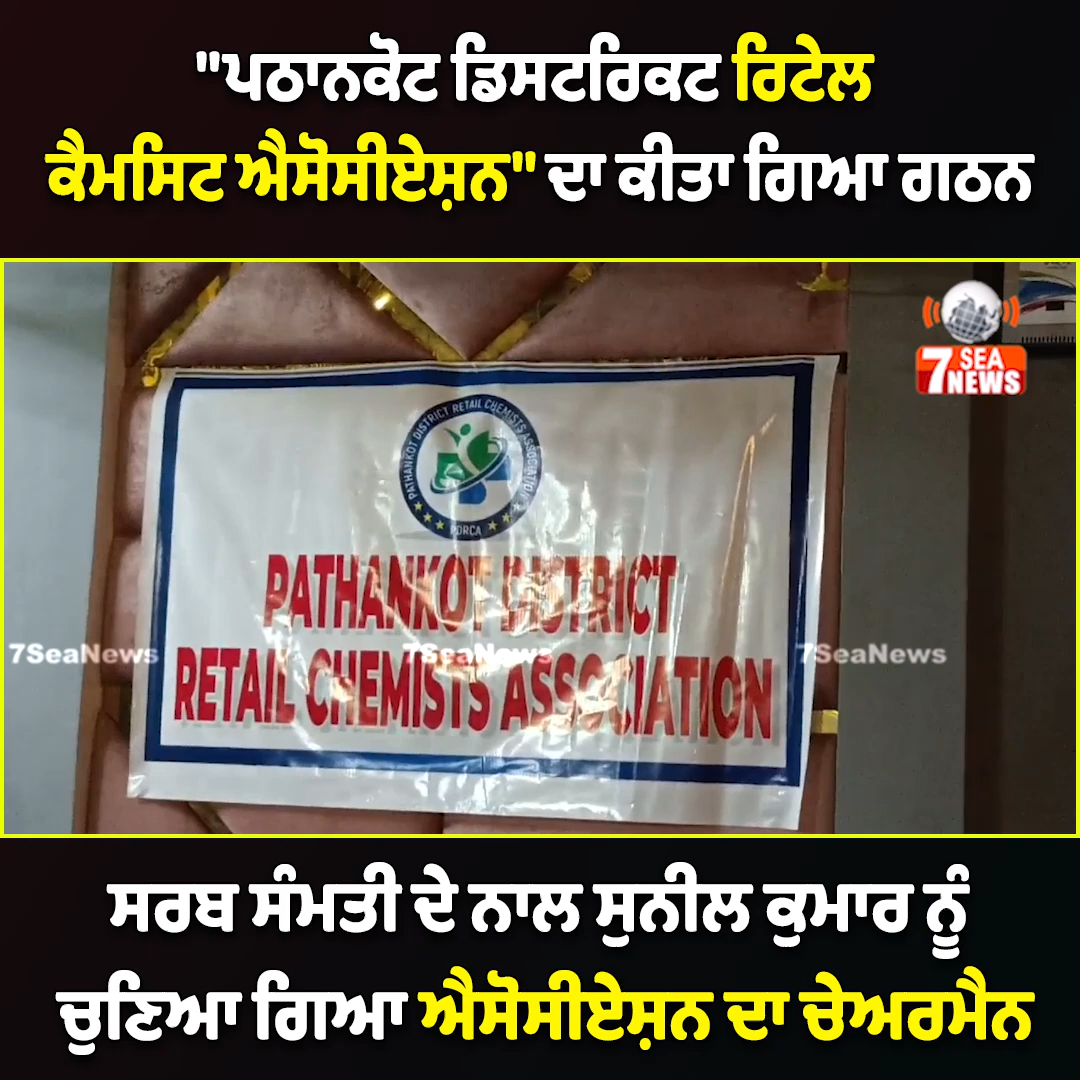 "ਪਠਾਨਕੋਟ ਡਿਸਟਰਿਕਟ ਰਿਟੇਲ
ਕੈਮਸਿਟ ਐਸੋਸੀਏਸ਼ਨ" ਦਾ ਕੀਤਾ ਗਿਆ ਗਠਨ
7 SEA
NEWS
PATHANKOT DISTRICT RETAIL CHEMISTS ASSOCIATION
PDRCA
PATHANKOT DISTRICT
RETAIL CHEMISTS ASSOCIATION
7SeaNews 7SeaNews 7SeaNews
ਸਰਬ ਸੰਮਤੀ ਦੇ ਨਾਲ ਸੁਨੀਲ ਕੁਮਾਰ ਨੂੰ
ਚੁਣਿਆ ਗਿਆ ਐਸੋਸੀਏਸ਼ਨ ਦਾ ਚੇਅਰਮੈਨ